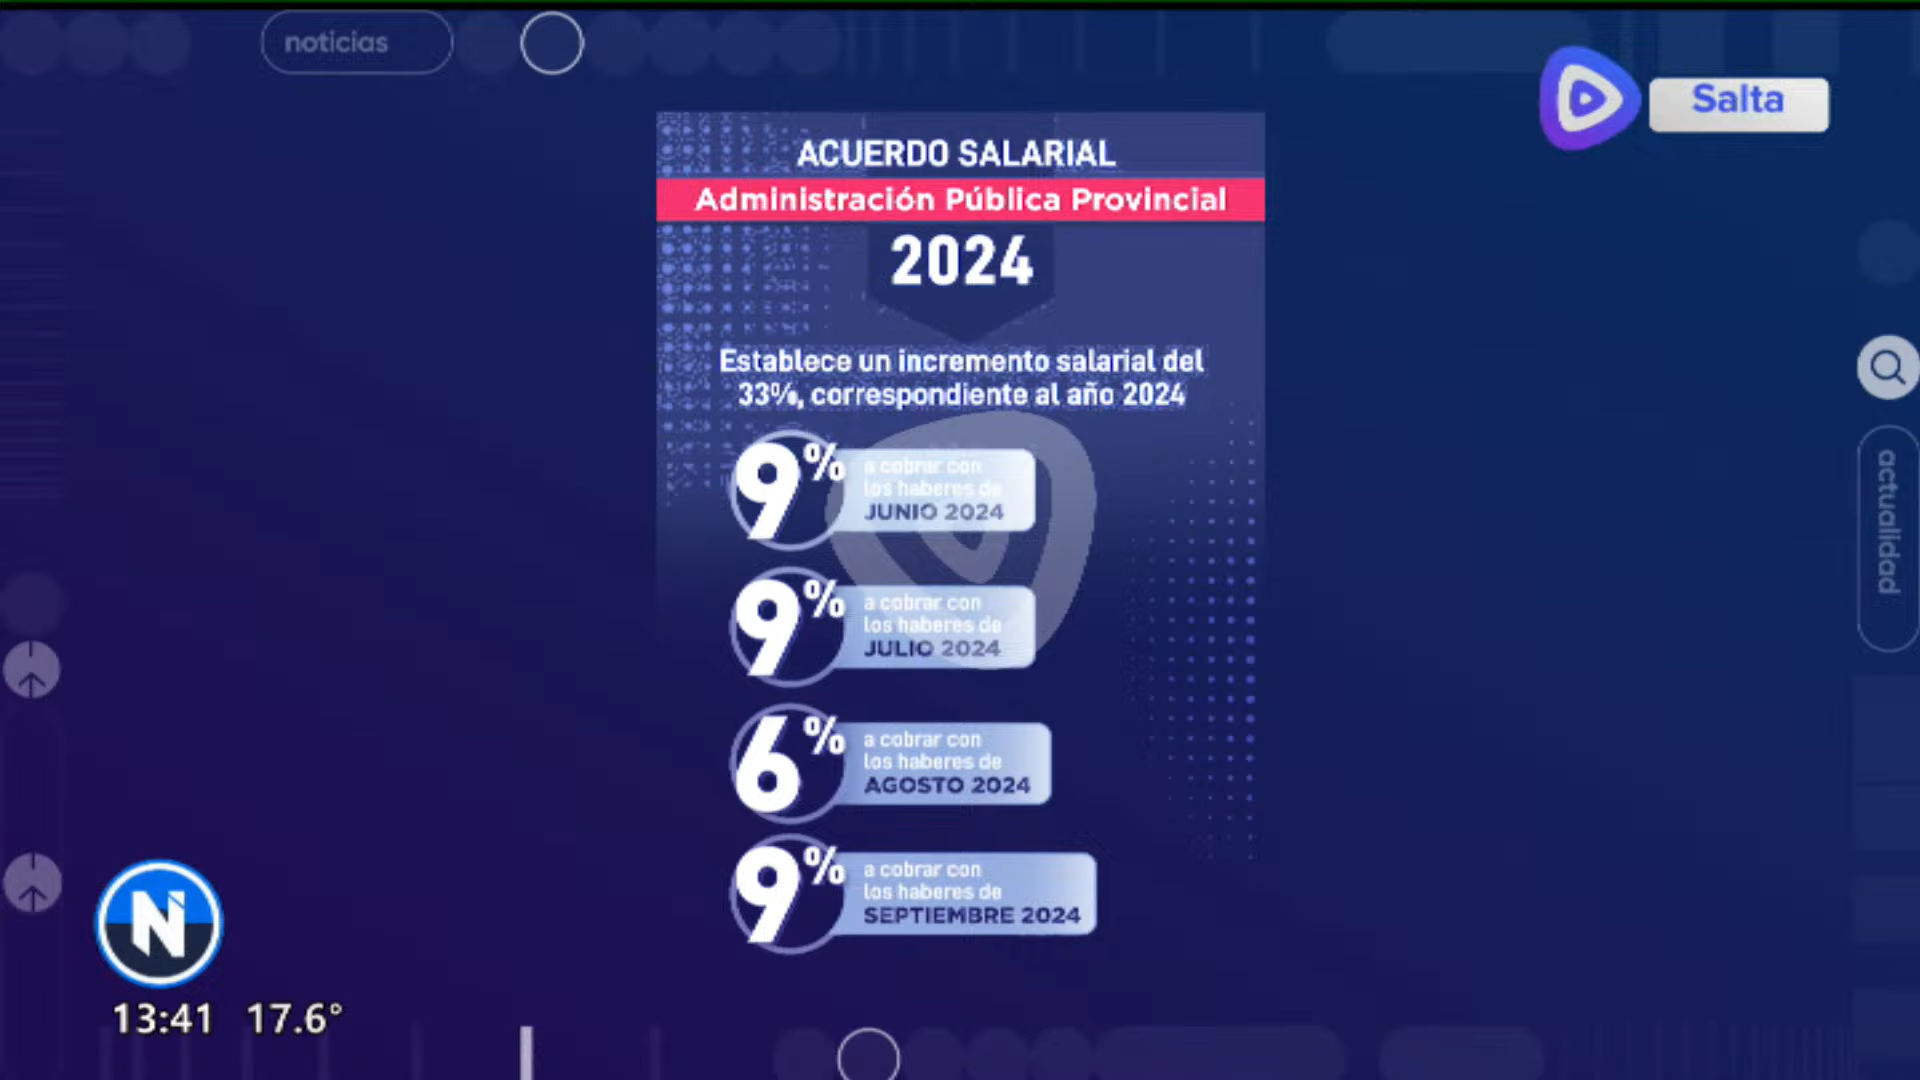 noticias
Salta
ACUERDO SALARIAL
Administración Pública Provincial
2024
Establece un incremento salarial del
33%, correspondiente al año 2024
9%
a cobrar con
los haberes de
JUNIO 2024
9%
a cobrar con
los haberes de
JULIO 2024
6%
a cobrar con
los haberes de
AGOSTO 2024
9%
a cobrar con
los haberes de
SEPTIEMBRE 2024
actualidad
N
13:41 17.6°